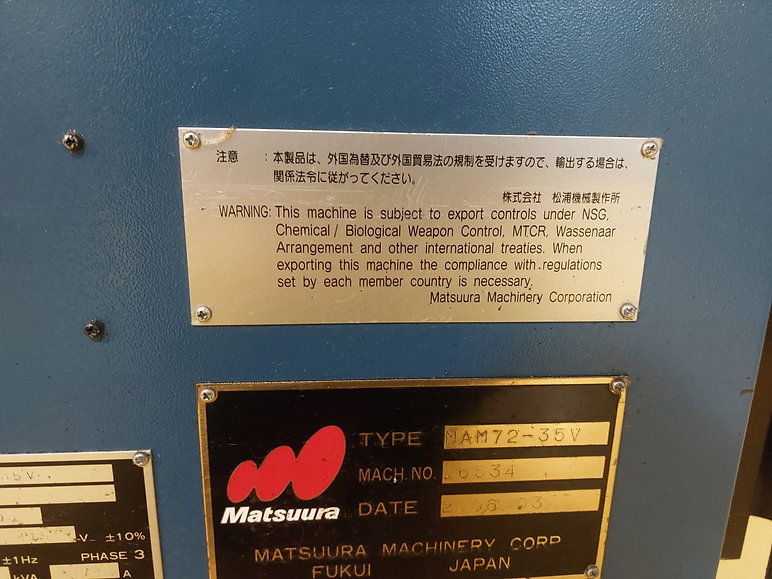 注意　：本製品は、外国為替及び外国貿易法の規制を受けますので、輸出する場合は、
関係法令に従がってください。
株式会社　松浦機械製作所
WARNING: This machine is subject to export controls under NSG,
Chemical / Biological Weapon Control, MTCR, Wassenaar
Arrangement and other international treaties. When
exporting this machine the compliance with regulations
set by each member country is necessary.
Matsuura Machinery Corporation
TYPE MAM72-35V
MACH.NO. 16834
DATE 2006 03
Matsuura
MATSUURA MACHINERY CORP
FUKUI JAPAN
V ±10%
±1Hz PHASE 3
kVA A